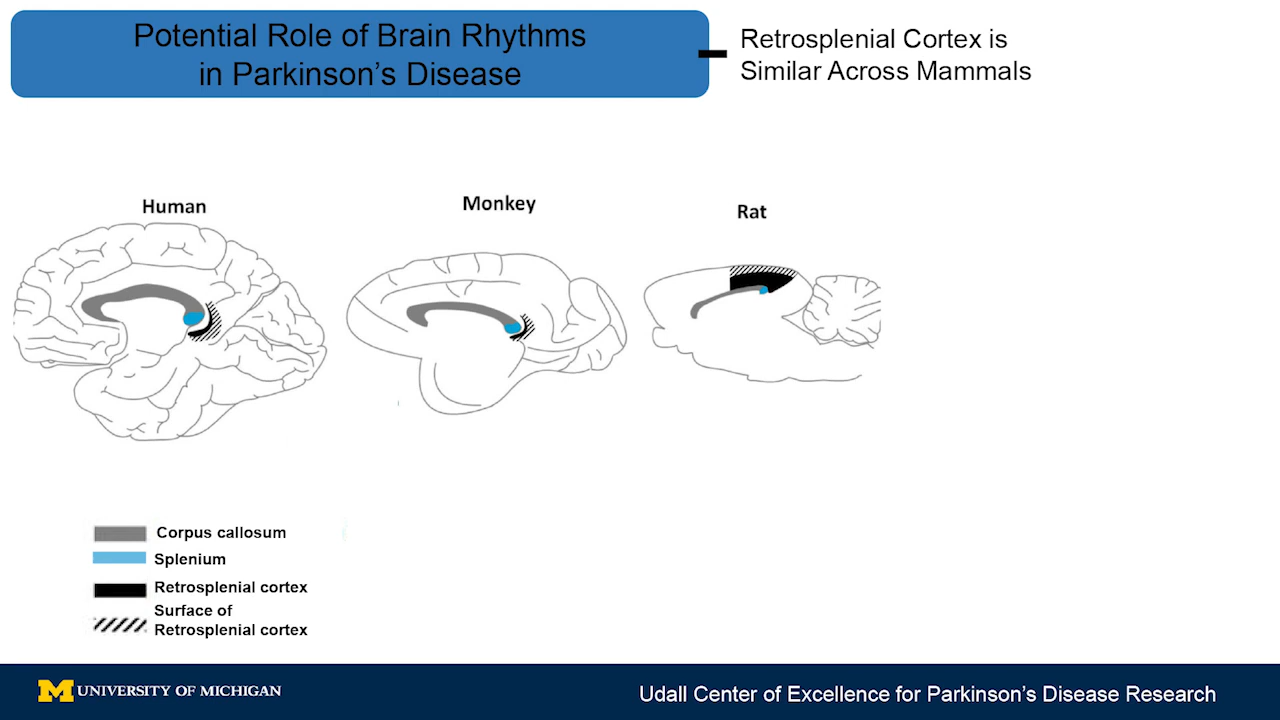 Potential Role of Brain Rhythms
in Parkinson’s Disease
Retrosplenial Cortex is
Similar Across Mammals
Human
Monkey
Rat
Corpus callosum
Splenium
Retrosplenial cortex
Surface of
Retrosplenial cortex
M UNIVERSITY OF MICHIGAN
Udall Center of Excellence for Parkinson’s Disease Research